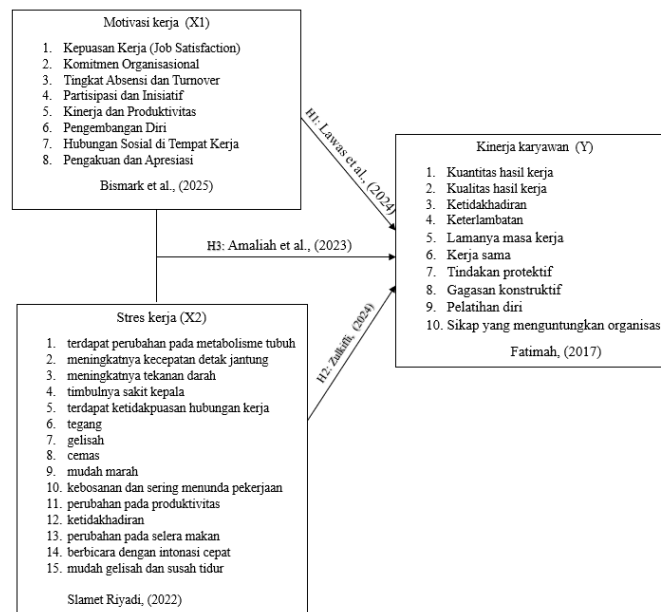 Motivasi kerja (X1)
1. Kepuasan Kerja (Job Satisfaction)
2. Komitmen Organisasional
3. Tingkat Absensi dan Turnover
4. Partisipasi dan Inisiatif
5. Kinerja dan Produktivitas
6. Pengembangan Diri
7. Hubungan Sosial di Tempat Kerja
8. Pengakuan dan Apresiasi
Bismark et al., (2025)
H1: Lawas et al., (2024)
Kinerja karyawan (Y)
1. Kuantitas hasil kerja
2. Kualitas hasil kerja
3. Ketidakhadiran
4. Keterlambatan
5. Lamanya masa kerja
6. Kerja sama
7. Tindakan protektif
8. Gagasan konstruktif
9. Pelatihan diri
10. Sikap yang menguntungkan organisas
Fatimah, (2017)
H3: Amaliah et al., (2023)
H2: Zulkifli, (2024)
Stres kerja (X2)
1. terdapat perubahan pada metabolisme tubuh
2. meningkatnya kecepatan detak jantung
3. meningkatnya tekanan darah
4. timbulnya sakit kepala
5. terdapat ketidakpuasan hubungan kerja
6. tegang
7. gelisah
8. cemas
9. mudah marah
10. kebosanan dan sering menunda pekerjaan
11. perubahan pada produktivitas
12. ketidakhadiran
13. perubahan pada selera makan
14. berbicara dengan intonasi cepat
15. mudah gelisah dan susah tidur
Slamet Riyadi, (2022)